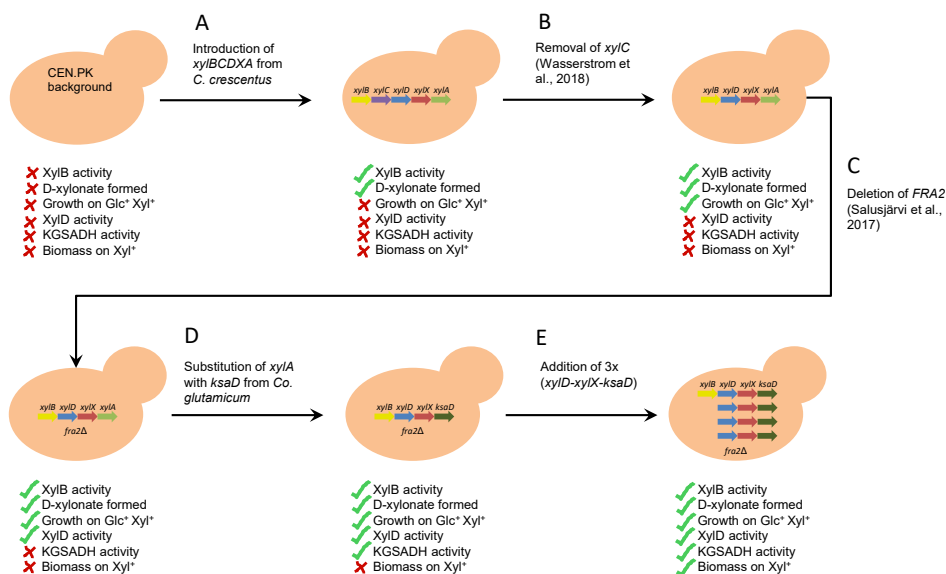 A
Introduction of
xylBCDXA from
C. crescentus
B
Removal of xylC
(Wasserstrom
et al., 2018)
CEN.PK
background
xylB xylC xylD xylX xylA
xylB xylD xylX xylA
XylB activity
D-xylonate formed
Growth on Glc⁺ Xyl⁺
XylD activity
KGSADH activity
Biomass on Xyl⁺
XylB activity
D-xylonate formed
Growth on Glc⁺ Xyl⁺
XylD activity
KGSADH activity
Biomass on Xyl⁺
XylB activity
D-xylonate formed
Growth on Glc⁺ Xyl⁺
XylD activity
KGSADH activity
Biomass on Xyl⁺
C
Deletion of FRA2
(Salusjärvi et al.,
2017)
D
Substitution of xylA
with ksaD from Co.
glutamicum
E
Addition of 3x
(xylD-xylX-ksaD)
xylB xylD xylX xylA
fra2Δ
xylB xylD xylX ksaD
fra2Δ
xylB xylD xylX ksaD
fra2Δ
XylB activity
D-xylonate formed
Growth on Glc⁺ Xyl⁺
XylD activity
KGSADH activity
Biomass on Xyl⁺
XylB activity
D-xylonate formed
Growth on Glc⁺ Xyl⁺
XylD activity
KGSADH activity
Biomass on Xyl⁺
XylB activity
D-xylonate formed
Growth on Glc⁺ Xyl⁺
XylD activity
KGSADH activity
Biomass on Xyl⁺